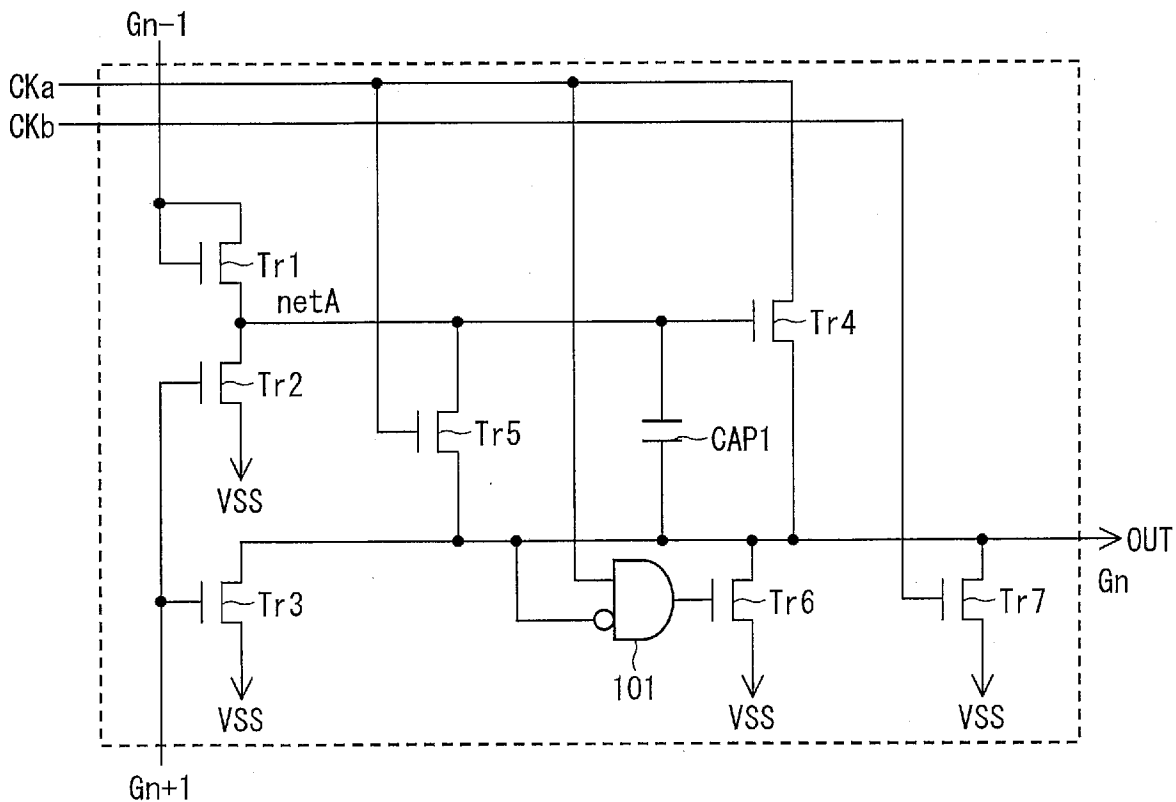 Gn-1
CKa
CKb
Tr1
netA
Tr4
Tr2
Tr5
CAP1
VSS
OUT
Gn
Tr3
Tr6
Tr7
101
VSS
VSS
VSS
Gn+1